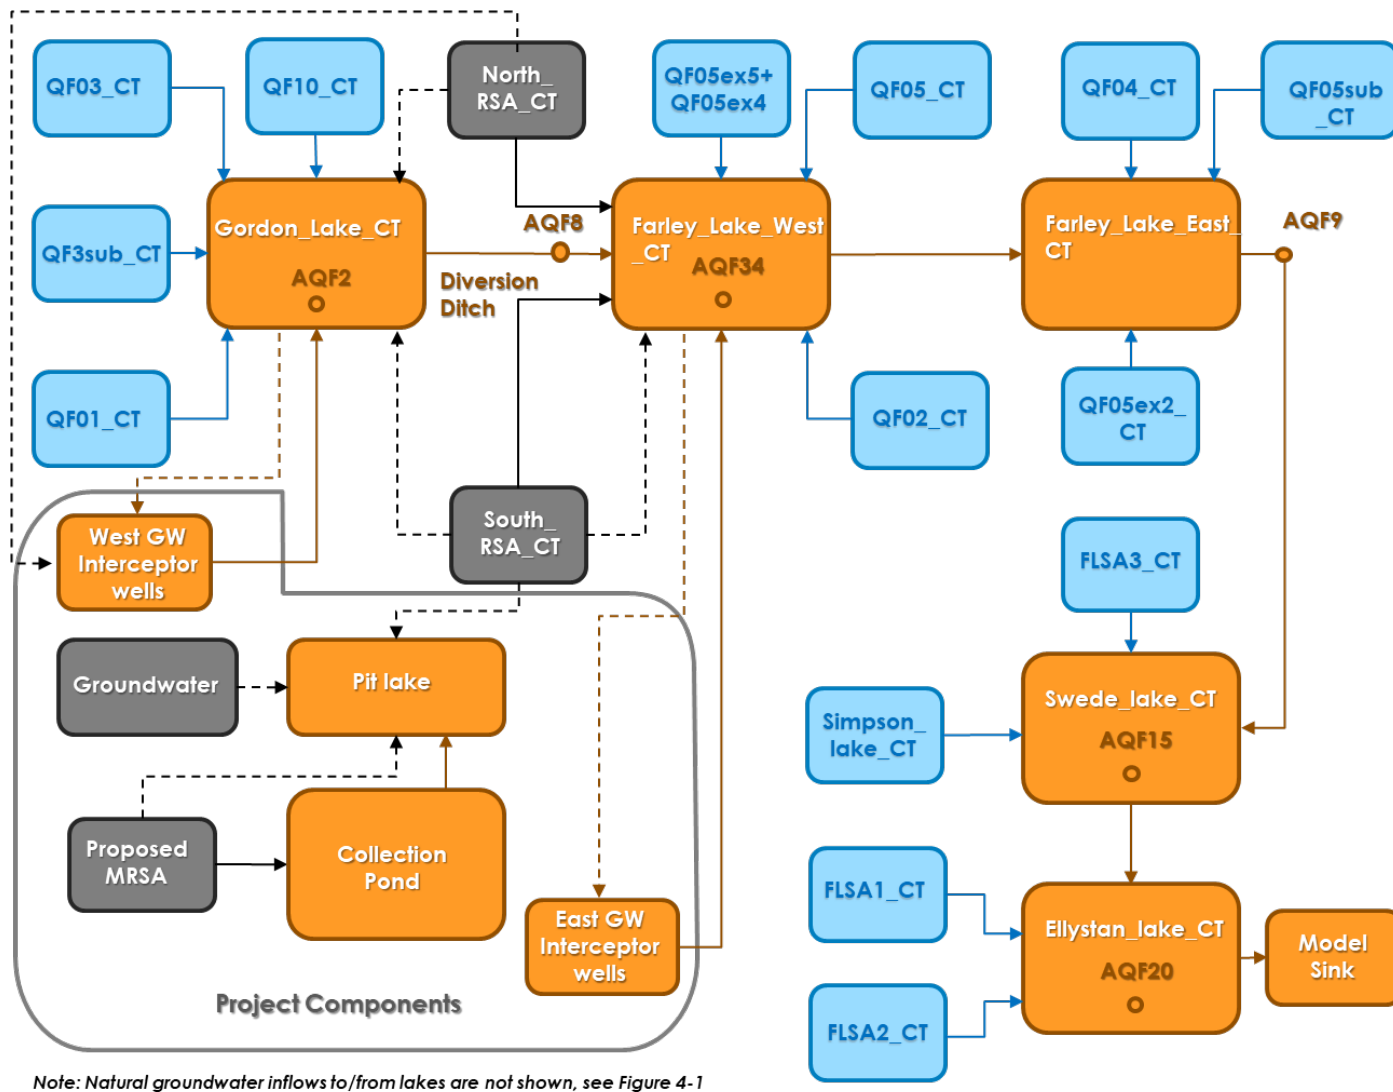 QF03_CT
QF10_CT
North_
RSA_CT
QF05ex5+
QF05ex4
QF05_CT
QF04_CT
QF05sub
_CT
QF3sub_CT
Gordon_Lake_CT
AQF2
AQF8
Diversion
Ditch
Farley_Lake_West
_CT
AQF34
Farley_Lake_East_
CT
AQF9
QF01_CT
QF02_CT
QF05ex2_
CT
West GW
Interceptor
wells
South_
RSA_CT
FLSA3_CT
Groundwater
Pit lake
Simpson_
lake_CT
Swede_lake_CT
AQF15
Proposed
MRSA
Collection
Pond
East GW
Interceptor
wells
FLSA1_CT
Ellystan_lake_CT
AQF20
Model
Sink
FLSA2_CT
Project Components
Note: Natural groundwater inflows to/from lakes are not shown, see Figure 4-1